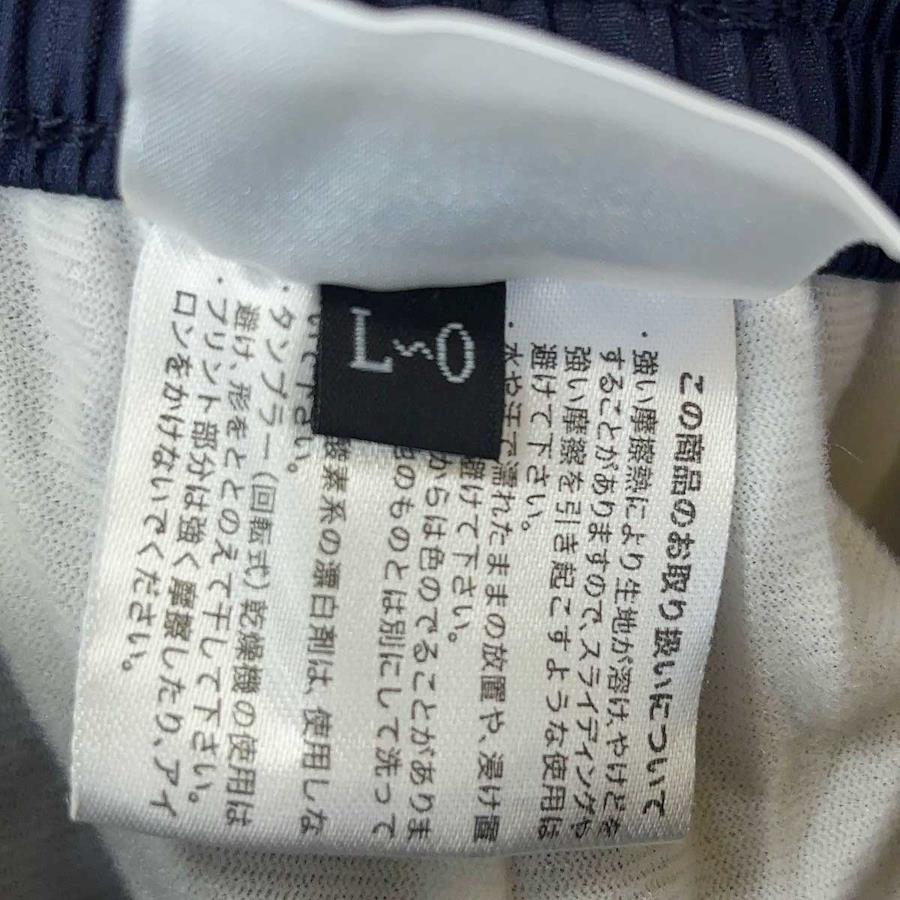 この商品のお取り扱いについて
・強い摩擦熱により生地が溶け、やけどを
することがありますので、スライディングや
強い摩擦を引き起こすような使用は
避けて下さい。
・水や汗で濡れたままの放置や、浸け置
避けて下さい。
からは色のでることがありま
色のものとは別にして洗って
酸素系の漂白剤は、使用しな
いで下さい。
・タンブラー(回転式)乾燥機の使用は
避け、形をととのえて干して下さい。
・プリント部分は強く摩擦したり、アイ
ロンをかけないでください。
L~O